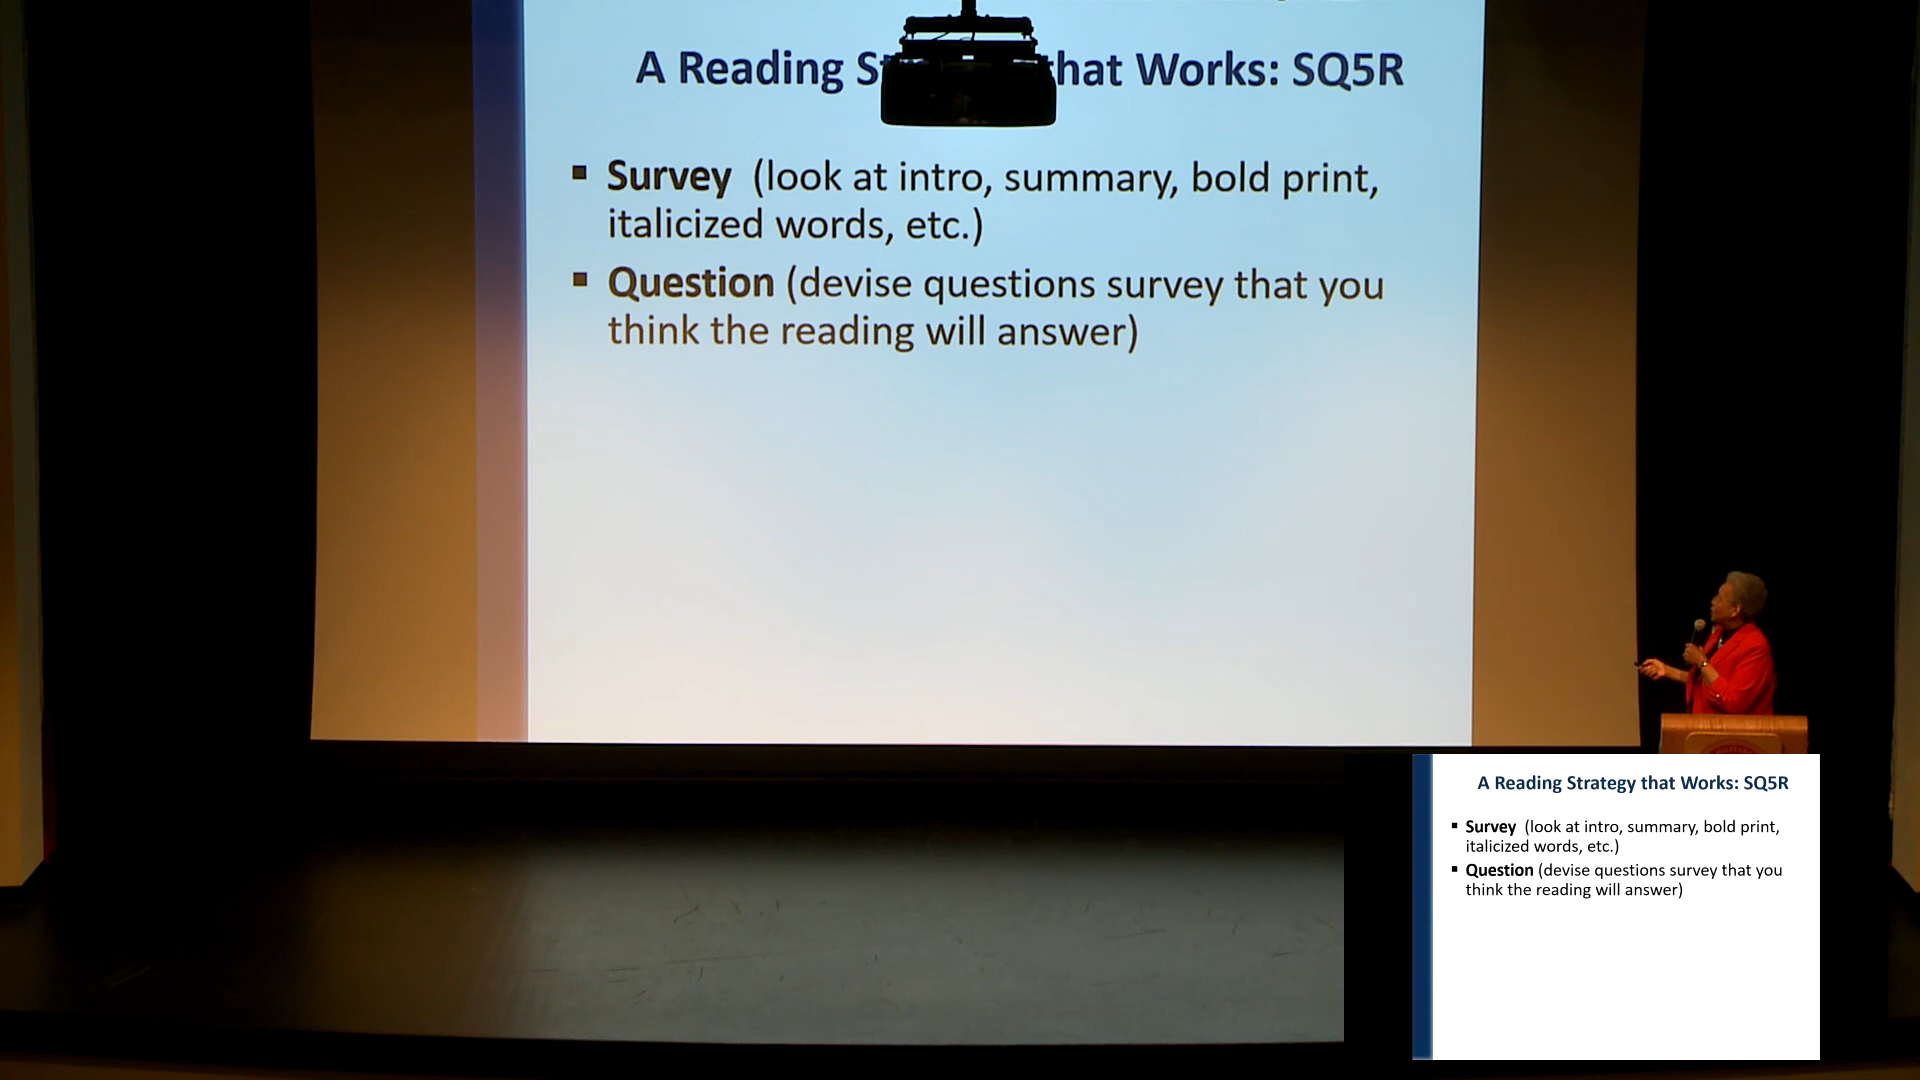 A Reading S that Works: SQ5R
▪ Survey (look at intro, summary, bold print,
italicized words, etc.)
▪ Question (devise questions survey that you
think the reading will answer)
A Reading Strategy that Works: SQ5R
▪ Survey (look at intro, summary, bold print,
italicized words, etc.)
▪ Question (devise questions survey that you
think the reading will answer)